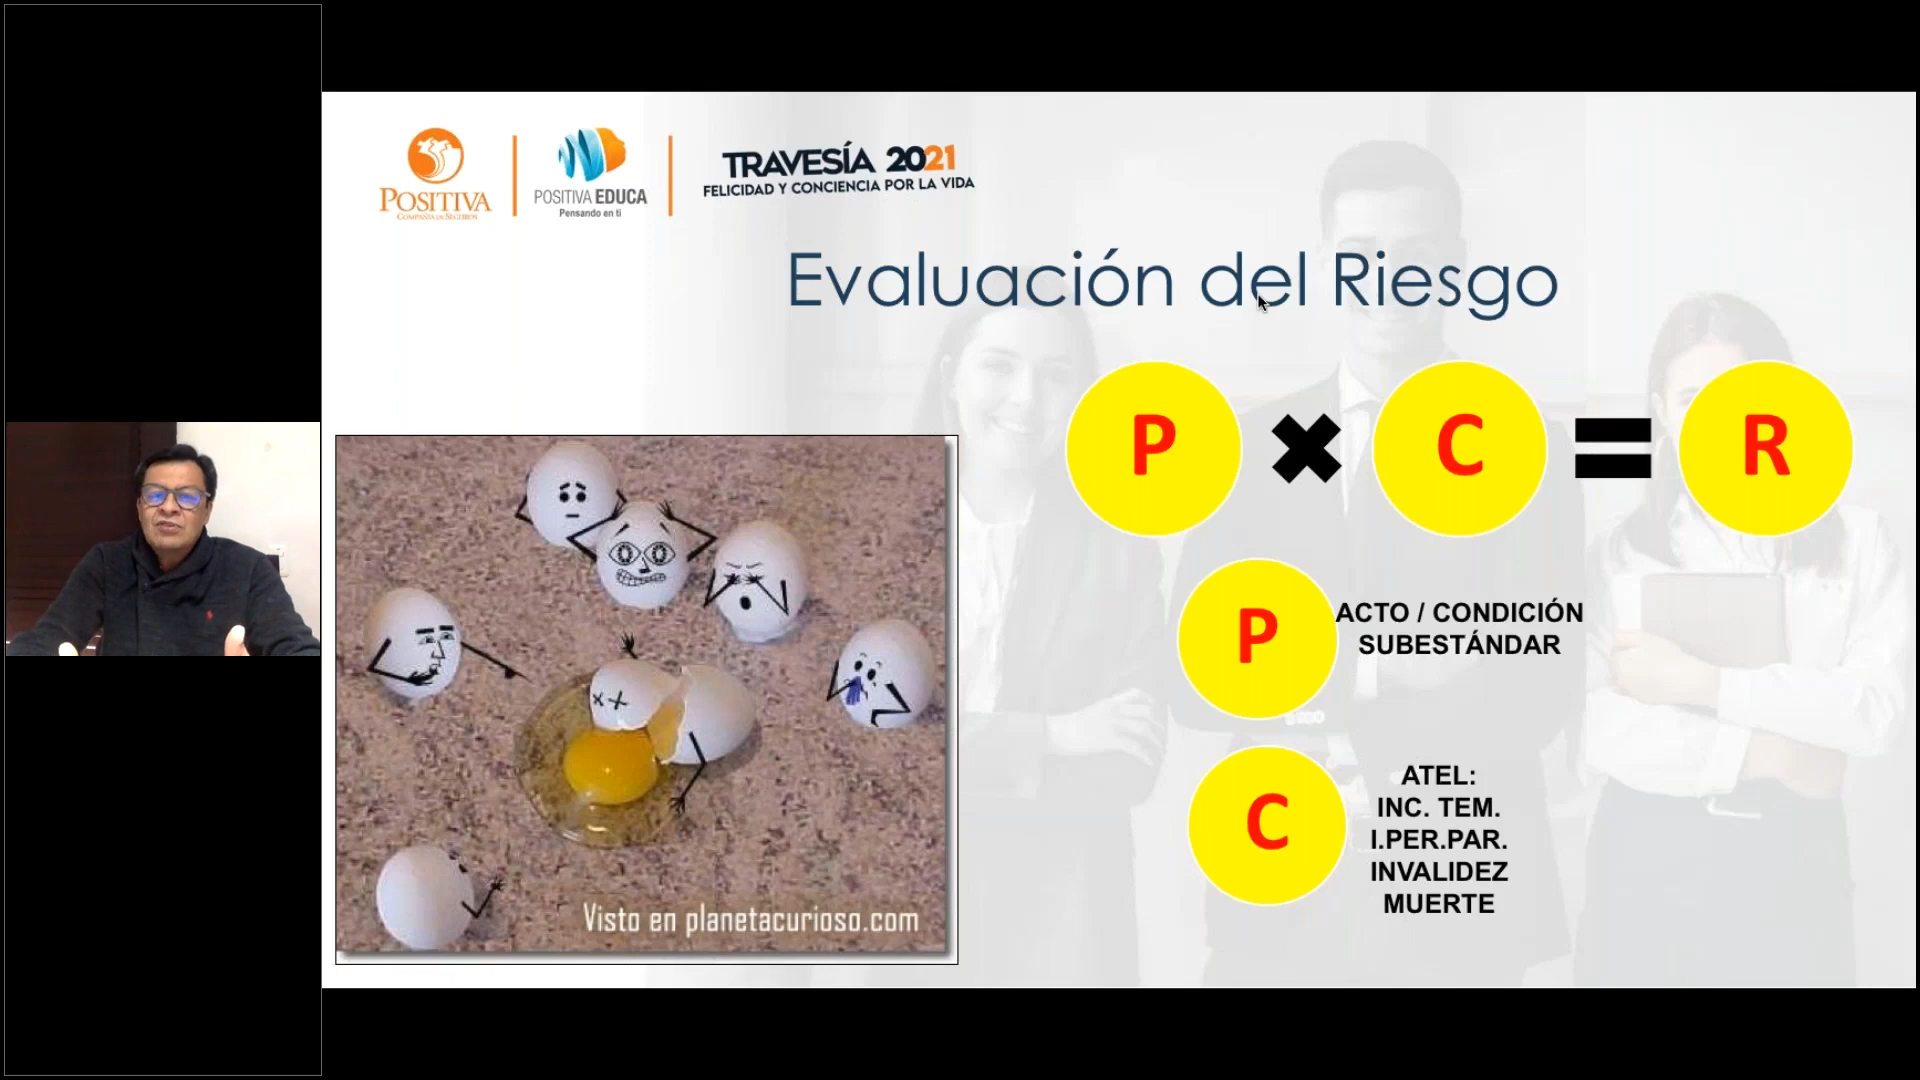 POSITIVA
COMPAÑÍA DE SEGUROS
POSITIVA EDUCA
Pensando en ti
TRAVESÍA 2021
FELICIDAD Y CONCIENCIA POR LA VIDA
Evaluación del Riesgo
P × C = R
P
ACTO / CONDICIÓN
SUBESTÁNDAR
C
ATEL:
INC. TEM.
I.PER.PAR.
INVALIDEZ
MUERTE
Visto en planetacurioso.com